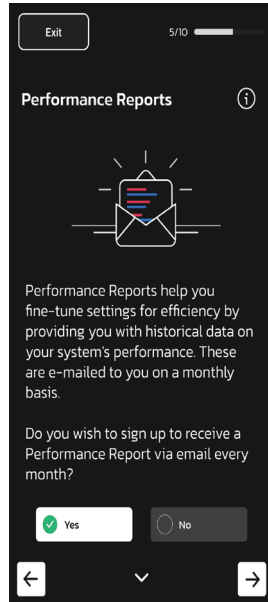 Exit
5/10
Performance Reports
Performance Reports help you
fine-tune settings for efficiency by
providing you with historical data on
your system's performance. These
are e-mailed to you on a monthly
basis.
Do you wish to sign up to receive a
Performance Report via email every
month?
Yes
No